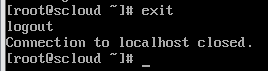 [root@scloud ~]# exit
logout
Connection to localhost closed.
[root@scloud ~]# _